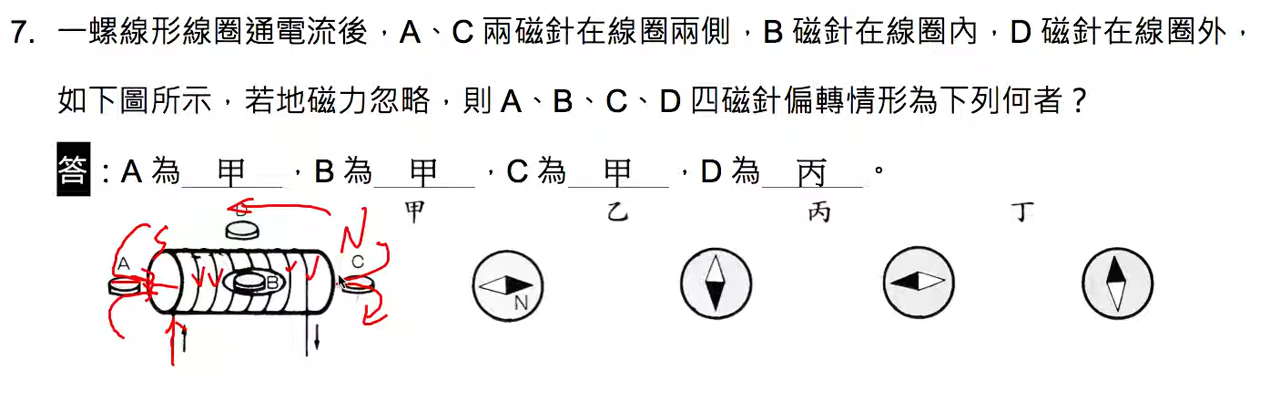 7. 一螺線形線圈通電流後，A、C 兩磁針在線圈兩側，B 磁針在線圈內，D 磁針在線圈外，
如下圖所示，若地磁力忽略，則 A、B、C、D 四磁針偏轉情形為下列何者？
答：A 為 甲 ，B 為 甲 ，C 為 甲 ，D 為 丙 。
甲 乙 丙 丁
D
S N
A B C
N